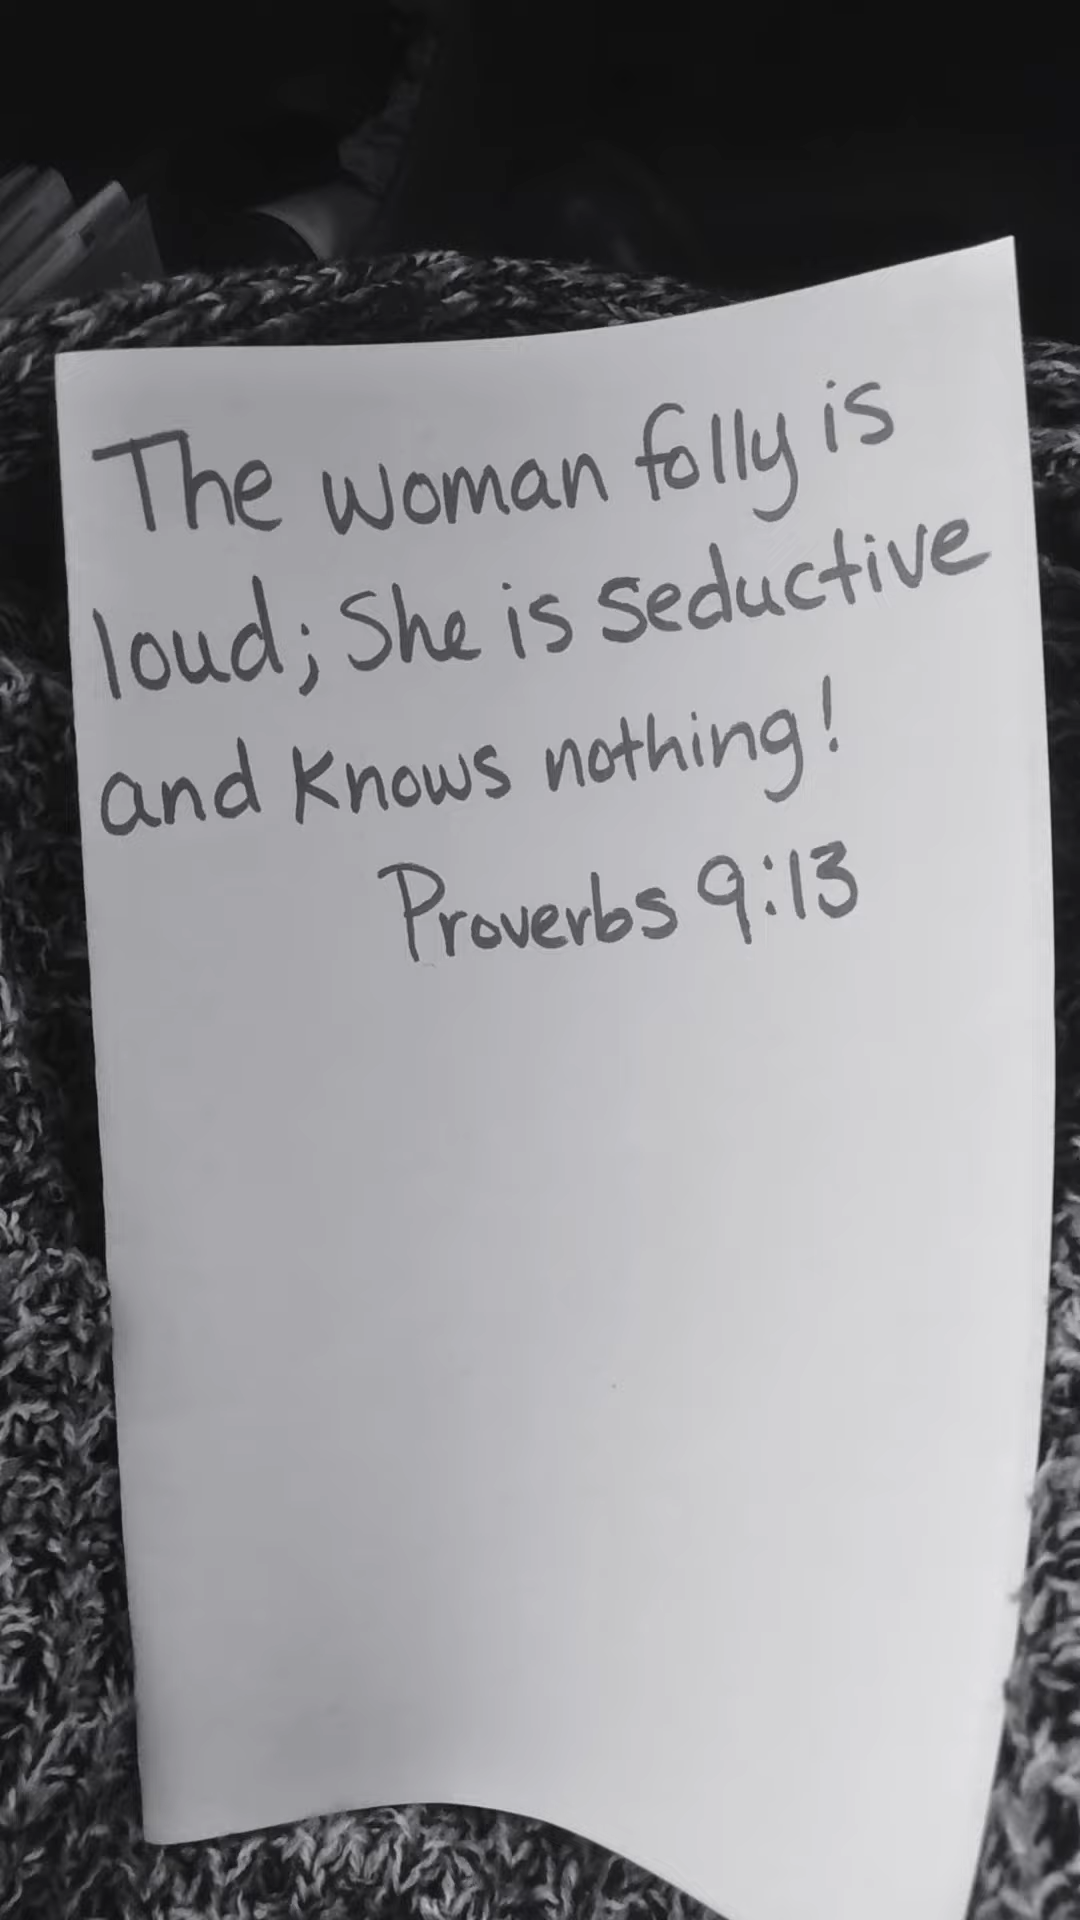 The woman folly is
loud; She is seductive
and Knows nothing!
Proverbs 9:13